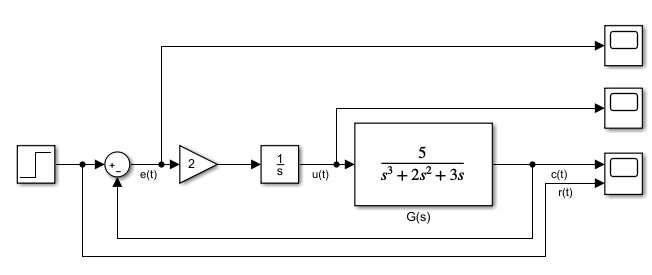 +
−
e(t)
2
1
s
u(t)
5
s³ + 2s² + 3s
G(s)
c(t)
r(t)